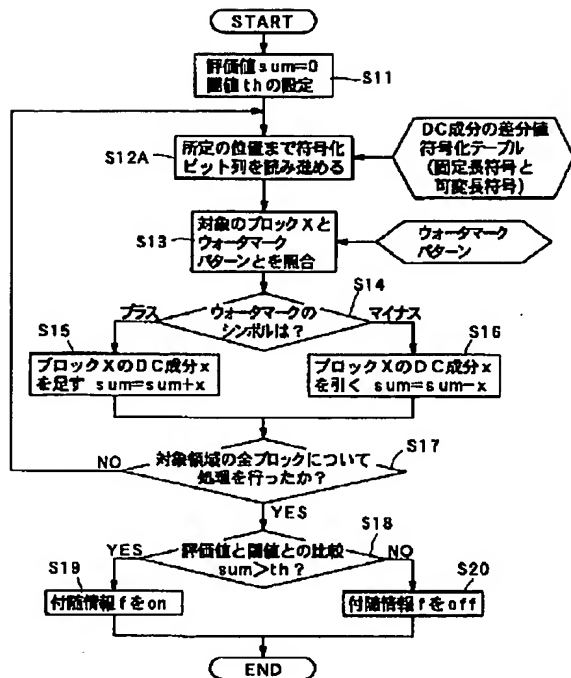 START
評価値sum=0
閾値thの設定
S11
S12A
所定の位置まで符号化
ビット列を読み進める
DC成分の差分値
符号化テーブル
(固定長符号と
可変長符号)
S13
対象のブロックXと
ウォータマーク
パターンとを照合
ウォータマーク
パターン
S14
プラス
ウォータマークの
シンボルは?
マイナス
S15
ブロックXのDC成分x
を足す sum=sum+x
S16
ブロックXのDC成分x
を引く sum=sum-x
S17
NO
対象領域の全ブロックについて
処理を行ったか?
YES
S18
YES
評価値と閾値との比較
sum>th?
NO
S19
付随情報fをon
S20
付随情報fをoff
END